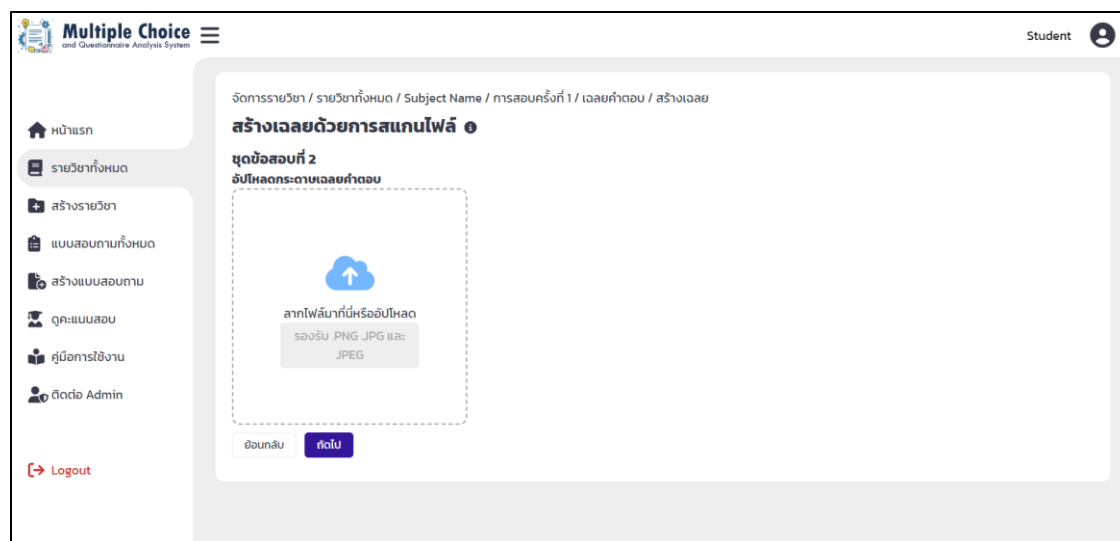 Multiple Choice
and Questionnaire Analysis System
Student
หน้าแรก
รายวิชาทั้งหมด
สร้างรายวิชา
แบบสอบถามทั้งหมด
สร้างแบบสอบถาม
ดูคะแนนสอบ
คู่มือการใช้งาน
ติดต่อ Admin
Logout
จัดการรายวิชา / รายวิชาทั้งหมด / Subject Name / การสอบครั้งที่ 1 / เฉลยคำตอบ / สร้างเฉลย
สร้างเฉลยด้วยการสแกนไฟล์
ชุดข้อสอบที่ 2
อัปโหลดกระดาษเฉลยคำตอบ
ลากไฟล์มาที่นี่หรืออัปโหลด
รองรับ .PNG .JPG และ
JPEG
ย้อนกลับ
ถัดไป